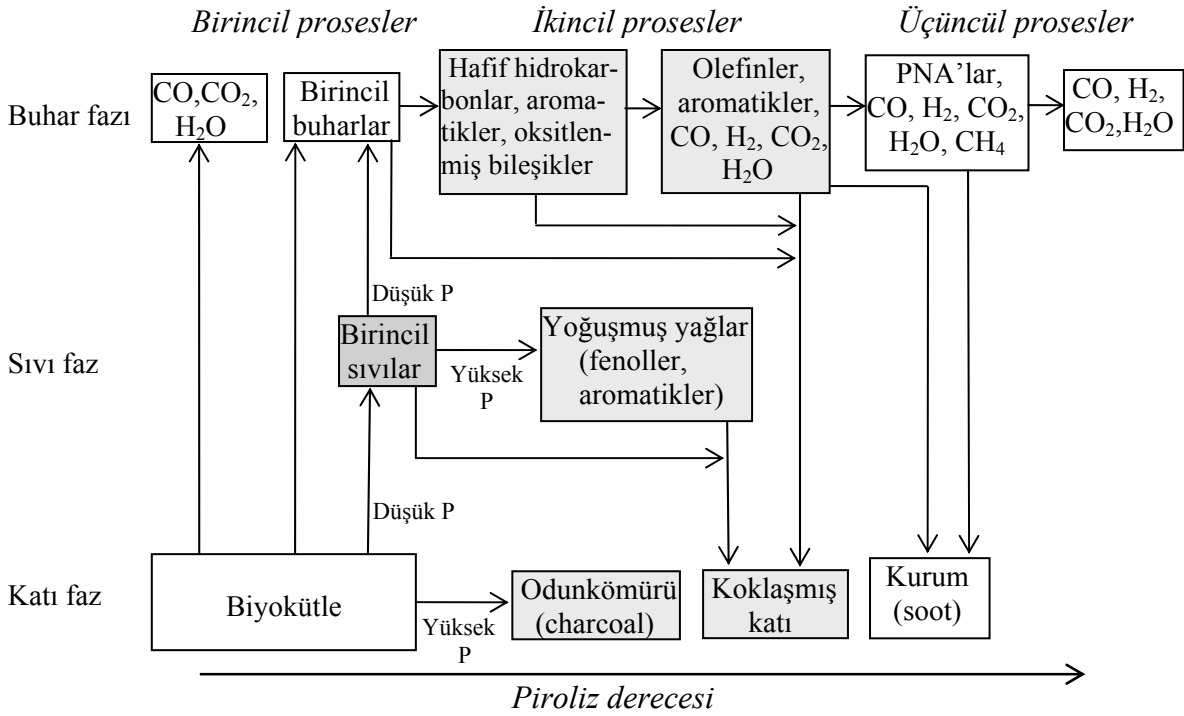 Birincil prosesler
İkincil prosesler
Üçüncül prosesler
Buhar fazı
CO,CO₂,
H₂O
Birincil
buharlar
Hafif hidrokar-
bonlar, aroma-
tikler, oksitlen-
miş bileşikler
Olefinler,
aromatikler,
CO, H₂, CO₂,
H₂O
PNA'lar,
CO, H₂, CO₂,
H₂O, CH₄
CO, H₂,
CO₂,H₂O
Düşük P
Sıvı faz
Birincil
sıvılar
Yüksek
P
Yoğuşmuş yağlar
(fenoller,
aromatikler)
Düşük P
Katı faz
Biyokütle
Yüksek
P
Odunkömürü
(charcoal)
Koklaşmış
katı
Kurum
(soot)
Piroliz derecesi